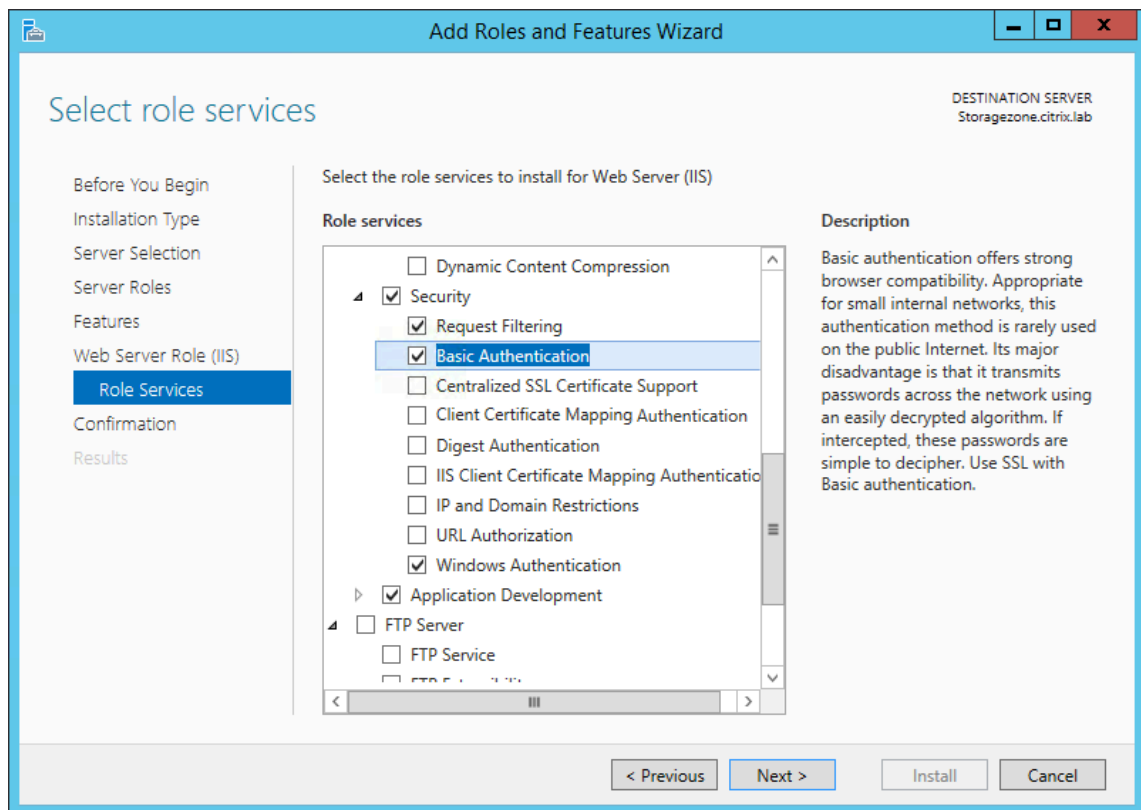 Add Roles and Features Wizard
Select role services
DESTINATION SERVER
Storagezone.citrix.lab
Before You Begin
Installation Type
Server Selection
Server Roles
Features
Web Server Role (IIS)
Role Services
Confirmation
Results
Select the role services to install for Web Server (IIS)
Role services
Dynamic Content Compression
Security
Request Filtering
Basic Authentication
Centralized SSL Certificate Support
Client Certificate Mapping Authentication
Digest Authentication
IIS Client Certificate Mapping Authenticatio
IP and Domain Restrictions
URL Authorization
Windows Authentication
Application Development
FTP Server
FTP Service
Description
Basic authentication offers strong
browser compatibility. Appropriate
for small internal networks, this
authentication method is rarely used
on the public Internet. Its major
disadvantage is that it transmits
passwords across the network using
an easily decrypted algorithm. If
intercepted, these passwords are
simple to decipher. Use SSL with
Basic authentication.
< Previous
Next >
Install
Cancel